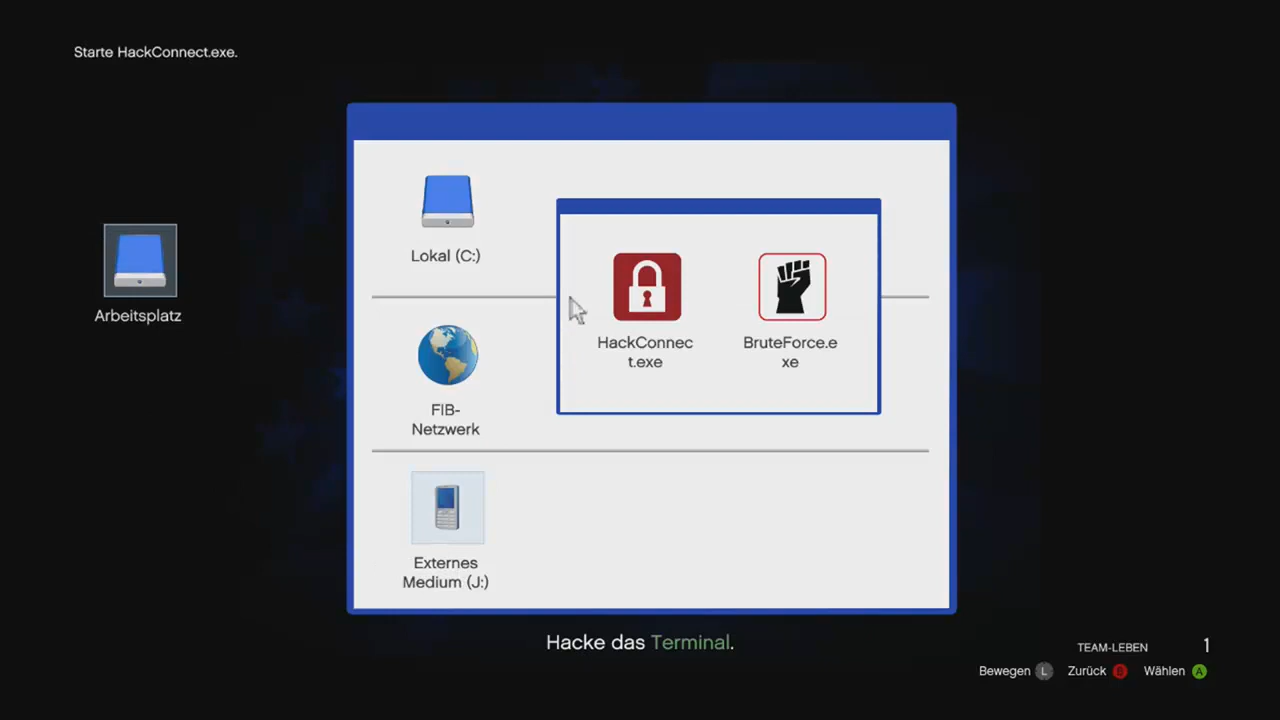 Starte HackConnect.exe.
Arbeitsplatz
Lokal (C:)
HackConnec
t.exe
BruteForce.e
xe
FIB-
Netzwerk
Externes
Medium (J:)
Hacke das Terminal.
TEAM-LEBEN 1
Bewegen L Zurück B Wählen A